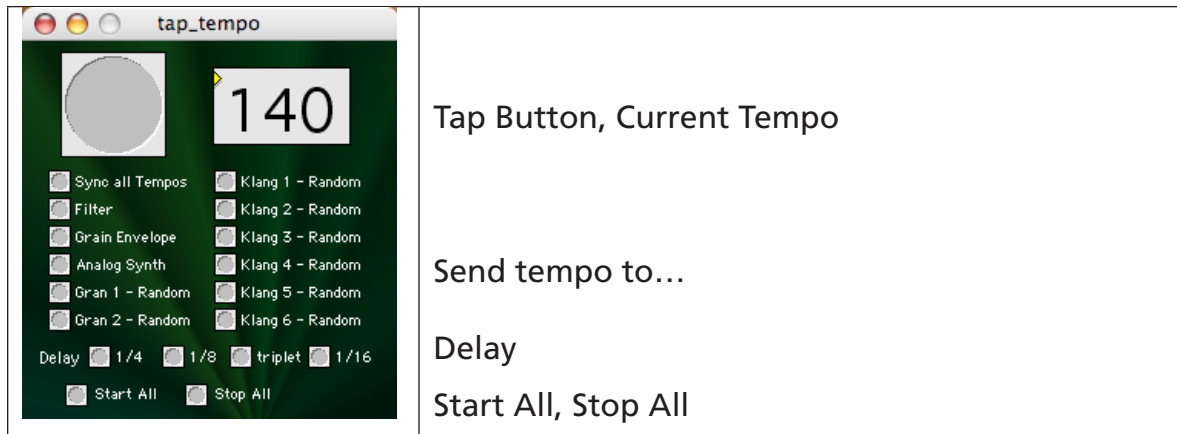 tap_tempo
140
Tap Button, Current Tempo
Sync all Tempos Klang 1 - Random
Filter Klang 2 - Random
Grain Envelope Klang 3 - Random
Analog Synth Klang 4 - Random
Send tempo to…
Gran 1 - Random Klang 5 - Random
Gran 2 - Random Klang 6 - Random
Delay 1/4 1/8 triplet 1/16
Delay
Start All Stop All
Start All, Stop All